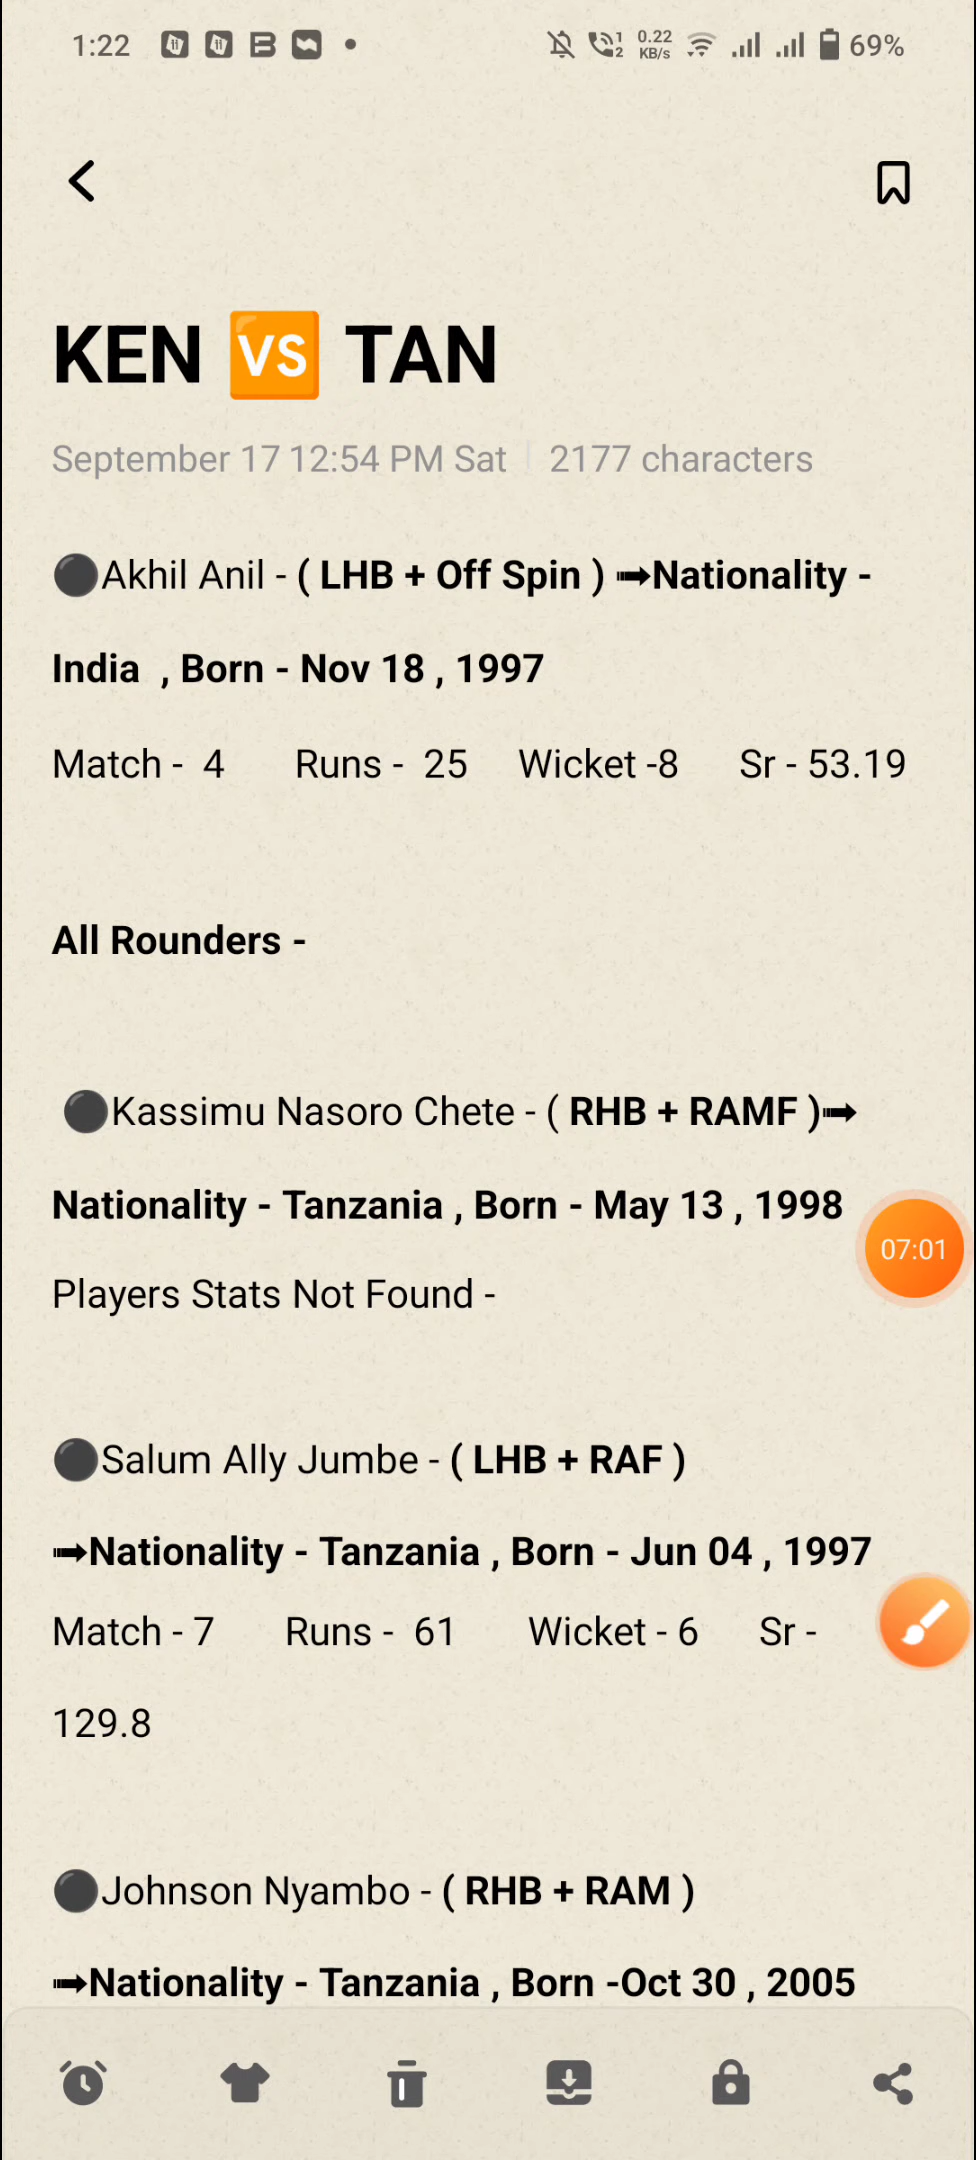 1:22 0.22 KB/s 69%
KEN VS TAN
September 17 12:54 PM Sat | 2177 characters
⚫Akhil Anil - ( LHB + Off Spin ) ➟Nationality -
India , Born - Nov 18 , 1997
Match - 4 Runs - 25 Wicket -8 Sr - 53.19
All Rounders -
⚫Kassimu Nasoro Chete - ( RHB + RAMF )➟
Nationality - Tanzania , Born - May 13 , 1998
07:01
Players Stats Not Found -
⚫Salum Ally Jumbe - ( LHB + RAF )
➟Nationality - Tanzania , Born - Jun 04 , 1997
Match - 7 Runs - 61 Wicket - 6 Sr -
129.8
⚫Johnson Nyambo - ( RHB + RAM )
➟Nationality - Tanzania , Born -Oct 30 , 2005